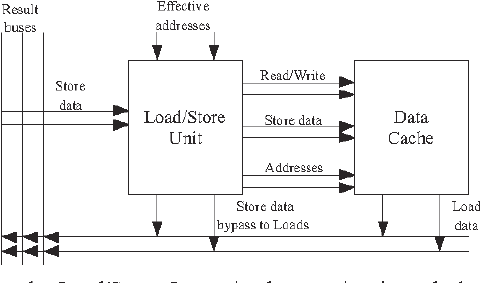 Result
buses
Effective
addresses
Store
data
Load/Store
Unit
Read/Write
Store data
Addresses
Data
Cache
Store data
bypass to Loads
Load
data